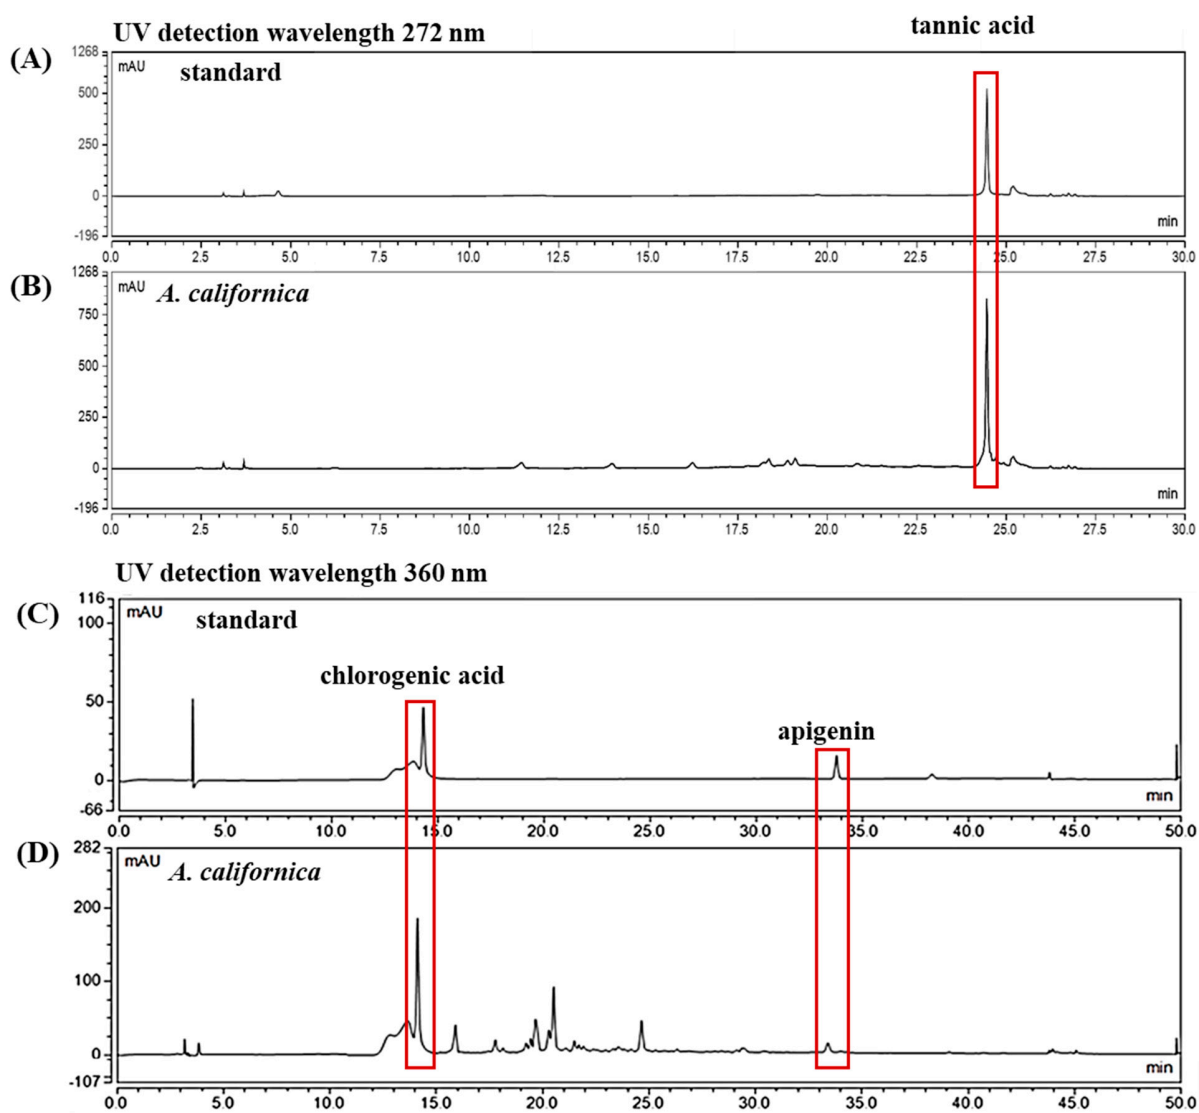 UV detection wavelength 272 nm
tannic acid
(A)
1268
mAU
standard
500
250
0
-196
min
0.0 2.5 5.0 7.5 10.0 12.5 15.0 17.5 20.0 22.5 25.0 27.5 30.0
(B)
1268
mAU
A. californica
750
500
250
0
-196
min
0.0 2.5 5.0 7.5 10.0 12.5 15.0 17.5 20.0 22.5 25.0 27.5 30.0
UV detection wavelength 360 nm
(C)
116
mAU
standard
100
chlorogenic acid
50
apigenin
0
-66
min
0.0 5.0 10.0 15.0 20.0 25.0 30.0 35.0 40.0 45.0 50.0
(D)
282
mAU
A. californica
200
100
0
-107
min
0.0 5.0 10.0 15.0 20.0 25.0 30.0 35.0 40.0 45.0 50.0